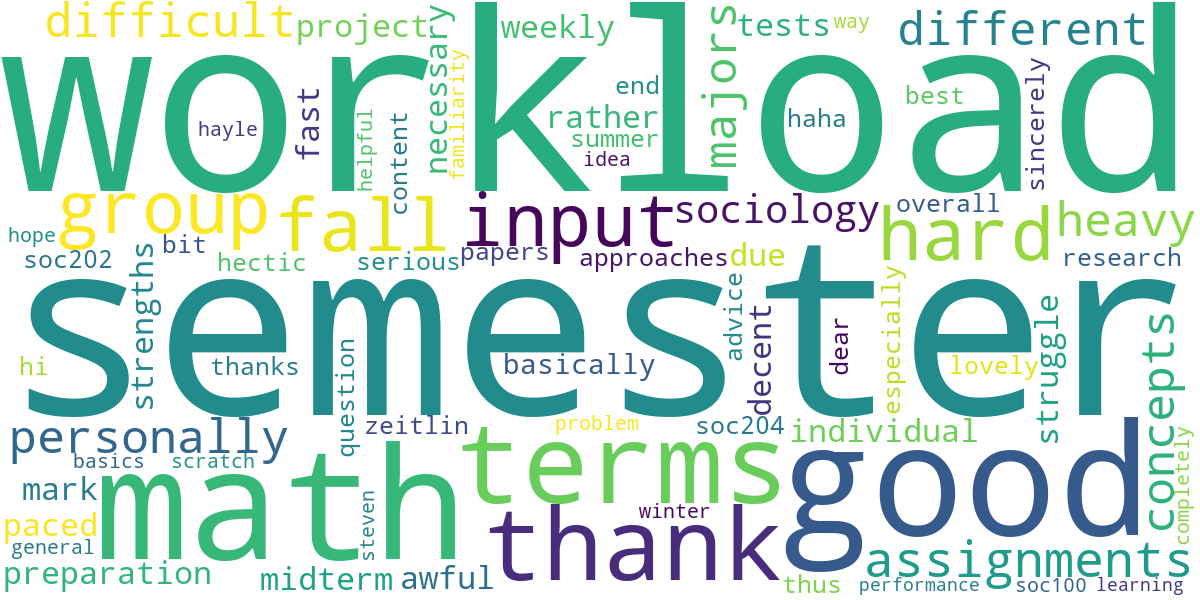 difficult project weekly tests way different
workload
hayle fast helpful content necessary familiarity end rather summer idea majors haha best sincerely
group fall input sociology overall hard heavy
hope soc202 bit hectic serious papers approaches due research
semester
hi strengths thanks question basically advice decent dear especially lovely struggle concepts
personally zeitlin problem soc204 individual
basics scratch mark math terms good completely
paced general steven thank winter assignments
preparation midterm awful thus performance soc100 learning